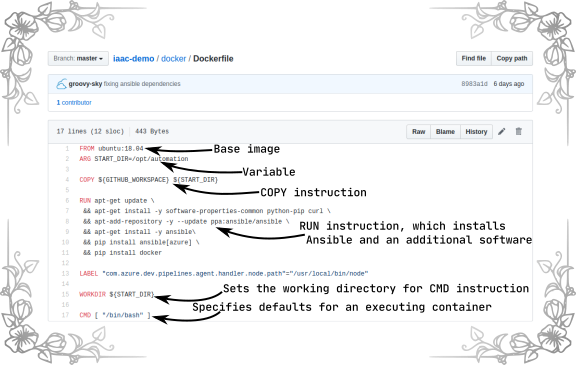 Branch: master iaac-demo / docker / Dockerfile Find file Copy path
groovy-sky fixing ansible dependencies 8983a1d 6 days ago
1 contributor
17 lines (12 sloc) 443 Bytes Raw Blame History
1 FROM ubuntu:18.04 Base image
2 ARG START_DIR=/opt/automation
3 Variable
4 COPY ${GITHUB_WORKSPACE} ${START_DIR}
5 COPY instruction
6 RUN apt-get update \
7 && apt-get install -y software-properties-common python-pip curl \
8 && apt-add-repository -y --update ppa:ansible/ansible \
RUN instruction, which installs
9 && apt-get install -y ansible\
10 && pip install ansible[azure] \ Ansible and an additional software
11 && pip install docker
12
13 LABEL "com.azure.dev.pipelines.agent.handler.node.path"="/usr/local/bin/node"
14 Sets the working directory for CMD instruction
15 WORKDIR ${START_DIR}
16 Specifies defaults for an executing container
17 CMD [ "/bin/bash" ]